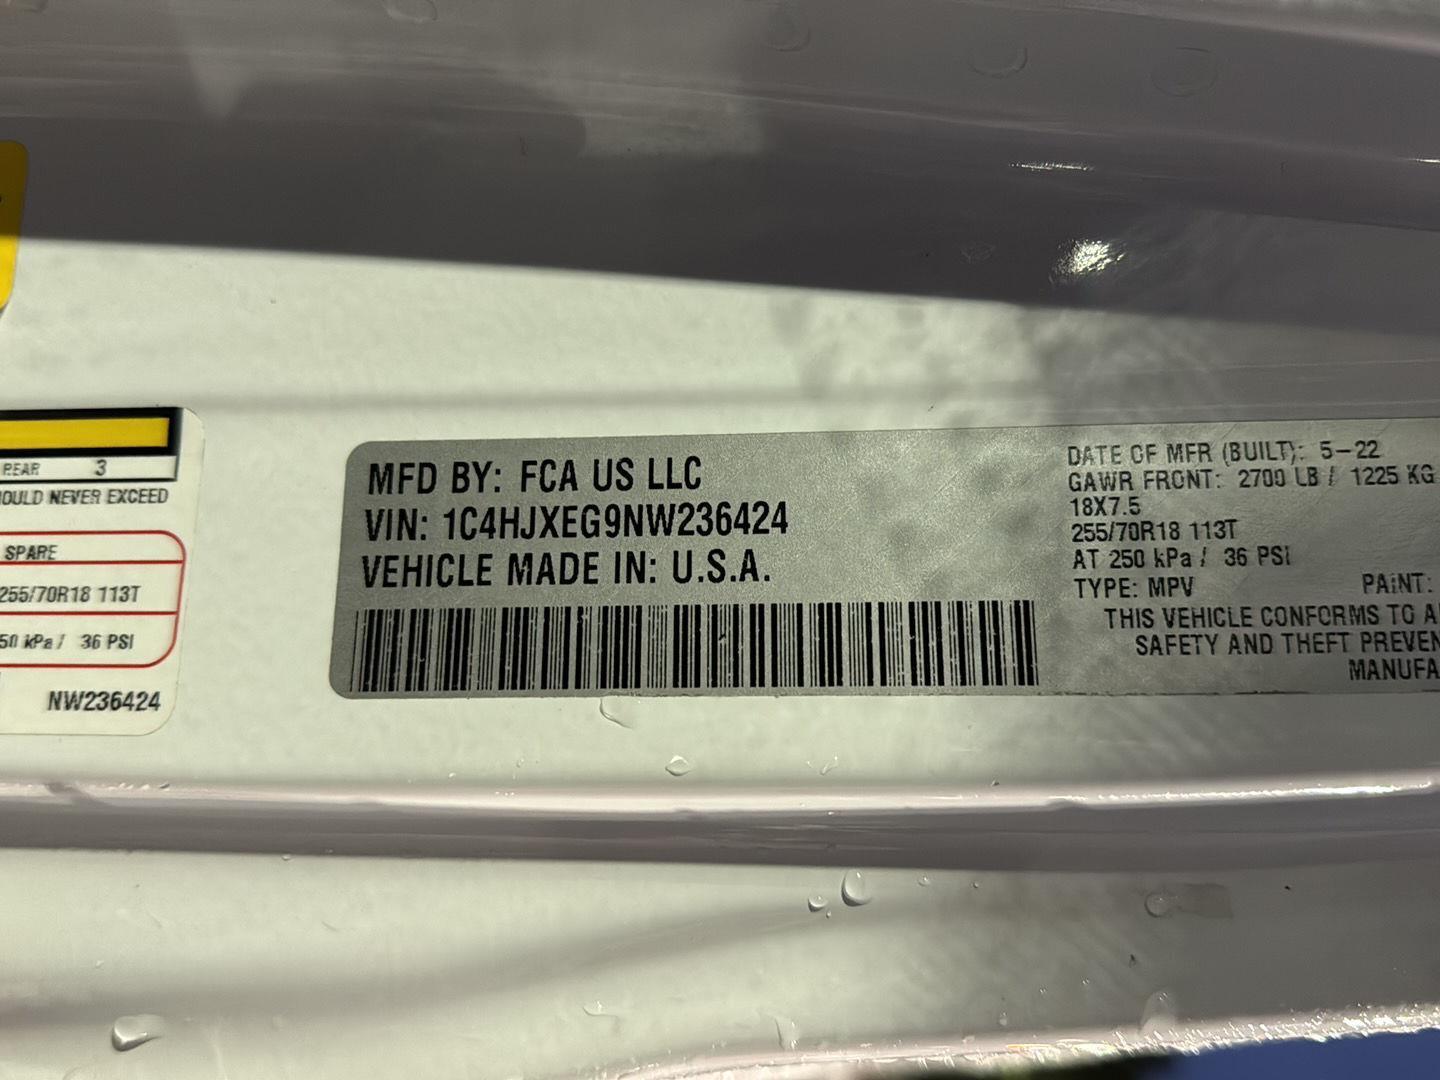 REAR 3
OULD NEVER EXCEED
SPARE
255/70R18 113T
50 kPa / 36 PSI
NW236424
MFD BY: FCA US LLC
VIN: 1C4HJXEG9NW236424
VEHICLE MADE IN: U.S.A.
DATE OF MFR (BUILT): 5-22
GAWR FRONT: 2700 LB / 1225 KG
18X7.5
255/70R18 113T
AT 250 kPa / 36 PSI
TYPE: MPV PAINT:
THIS VEHICLE CONFORMS TO A
SAFETY AND THEFT PREVEN
MANUFA